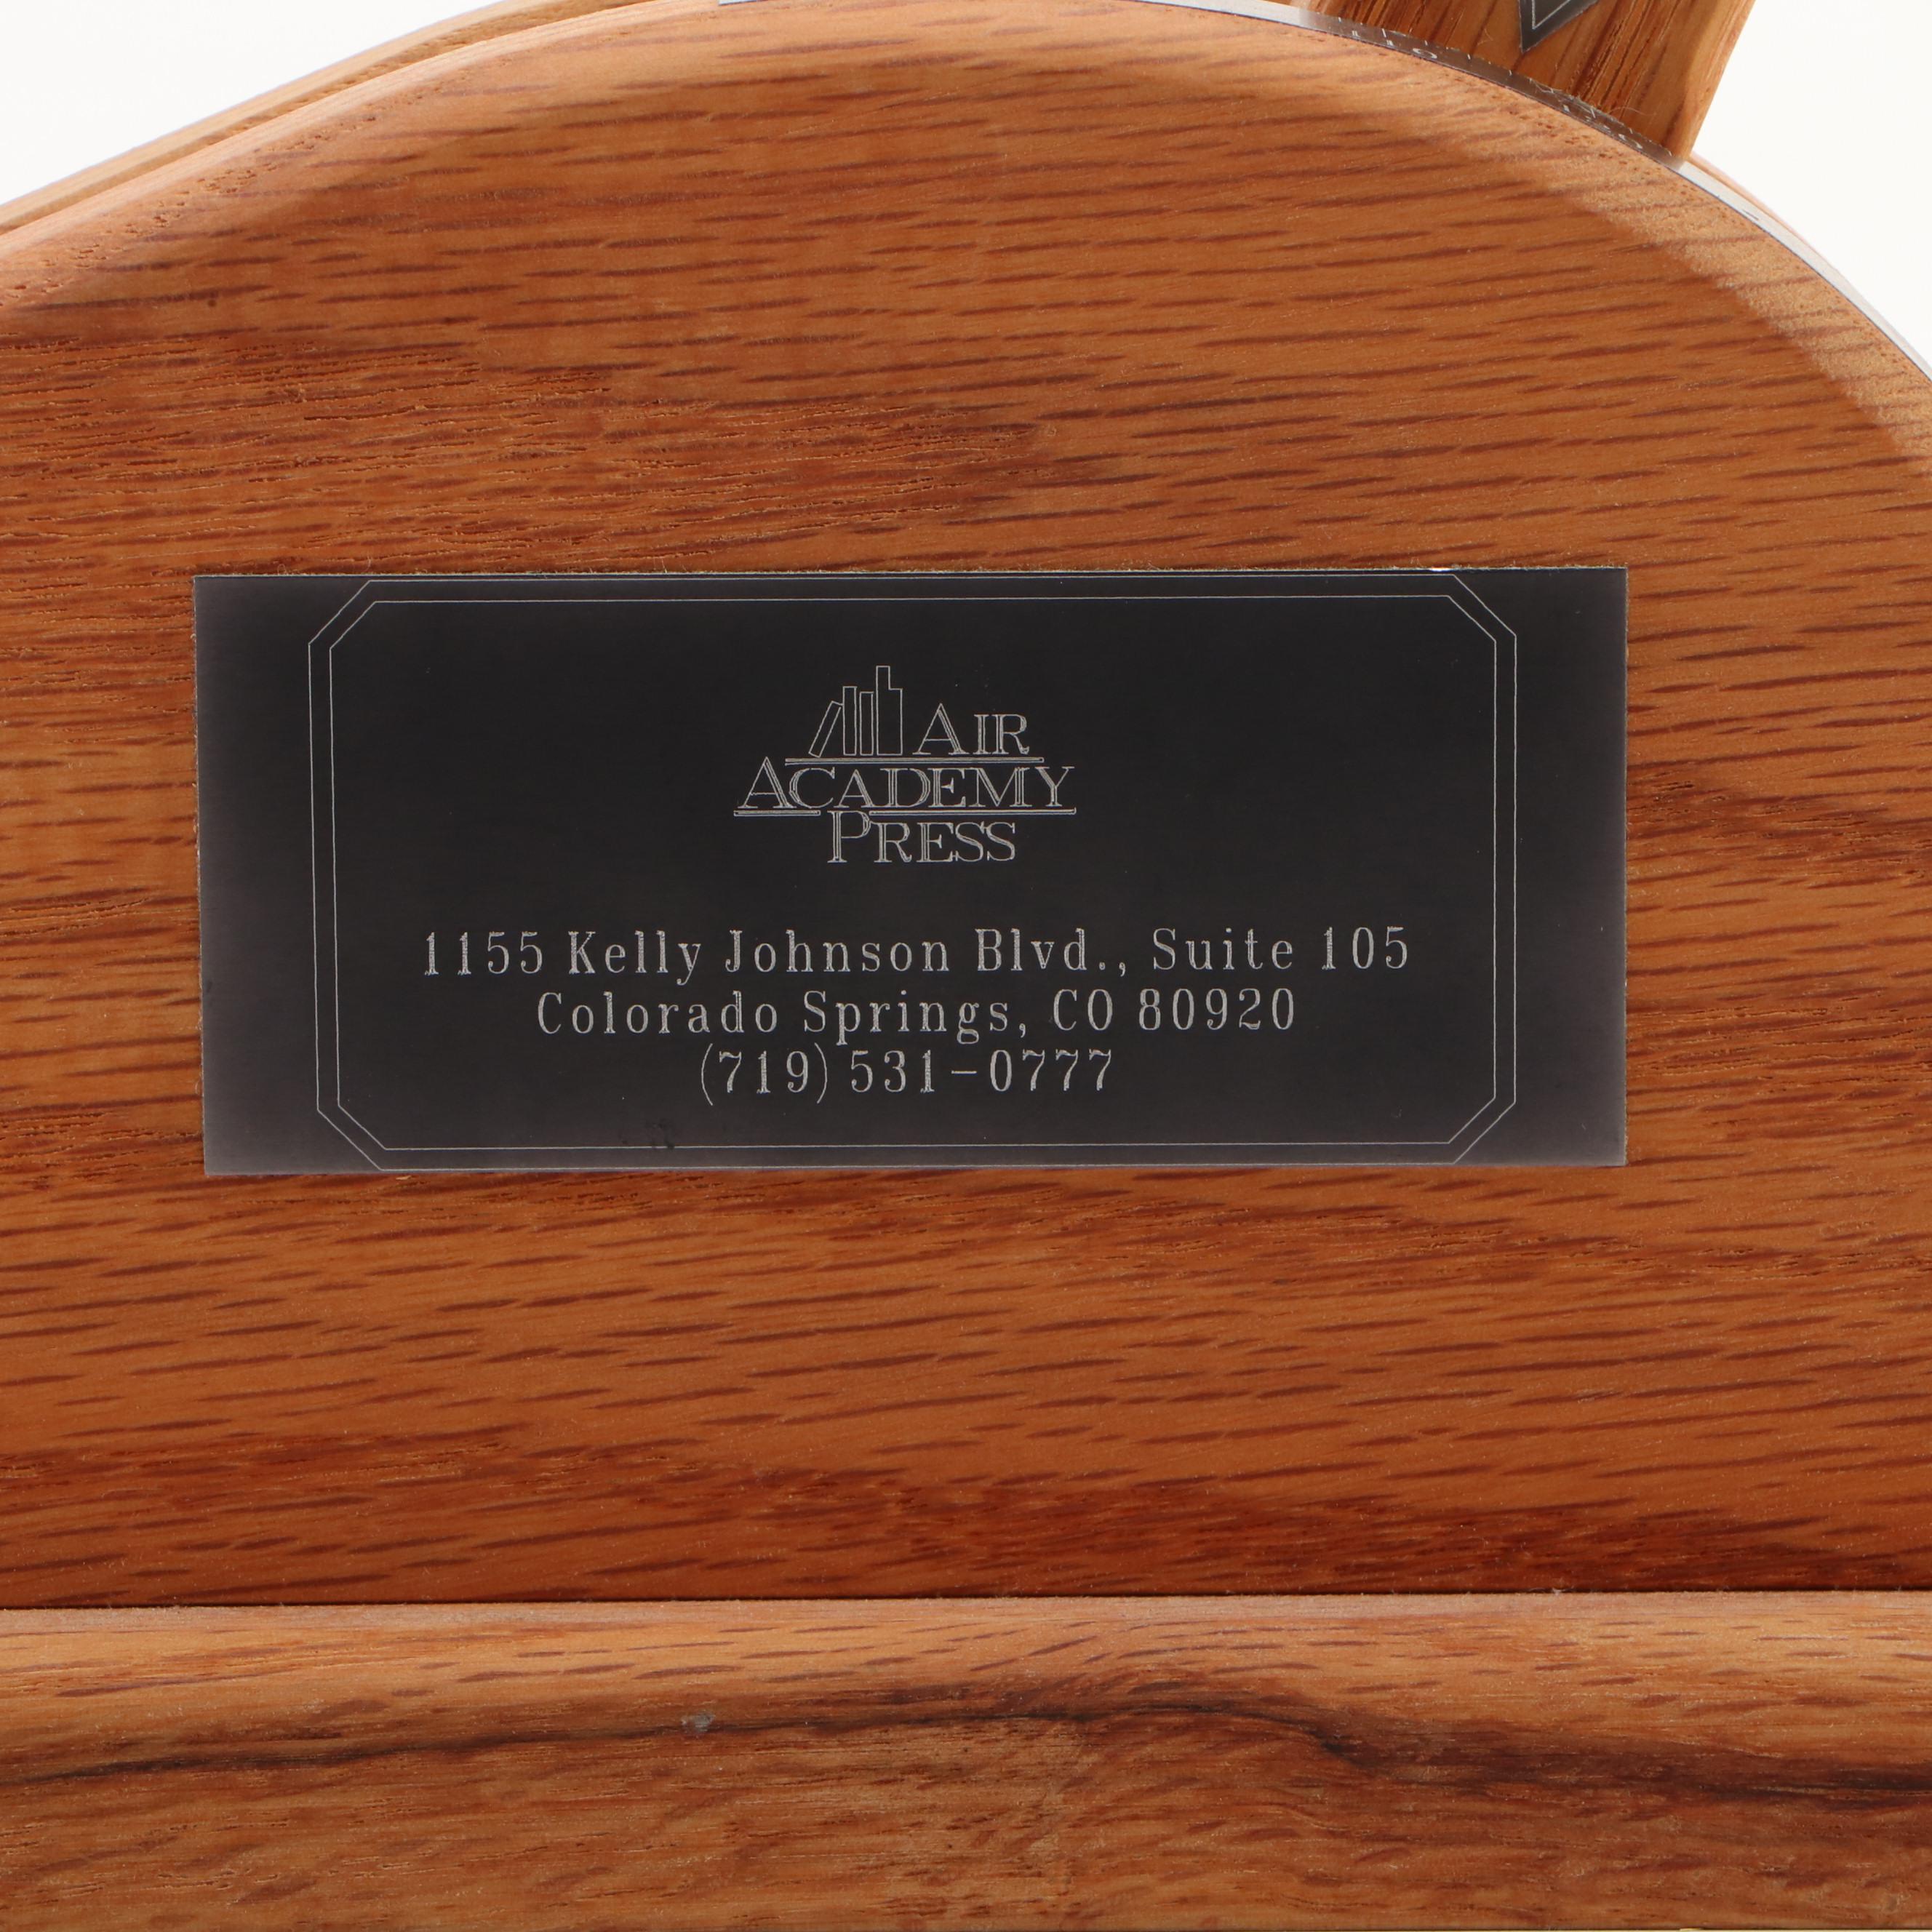 AIR
ACADEMY
PRESS
1155 Kelly Johnson Blvd., Suite 105
Colorado Springs, CO 80920
(719) 531-0777